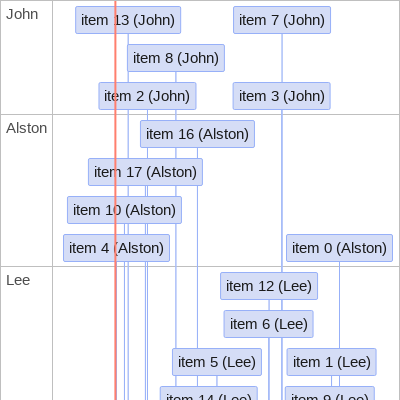 John
item 13 (John)
item 7 (John)
item 8 (John)
item 2 (John)
item 3 (John)
Alston
item 16 (Alston)
item 17 (Alston)
item 10 (Alston)
item 4 (Alston)
item 0 (Alston)
Lee
item 12 (Lee)
item 6 (Lee)
item 5 (Lee)
item 1 (Lee)
item 14 (Lee)
item 9 (Lee)